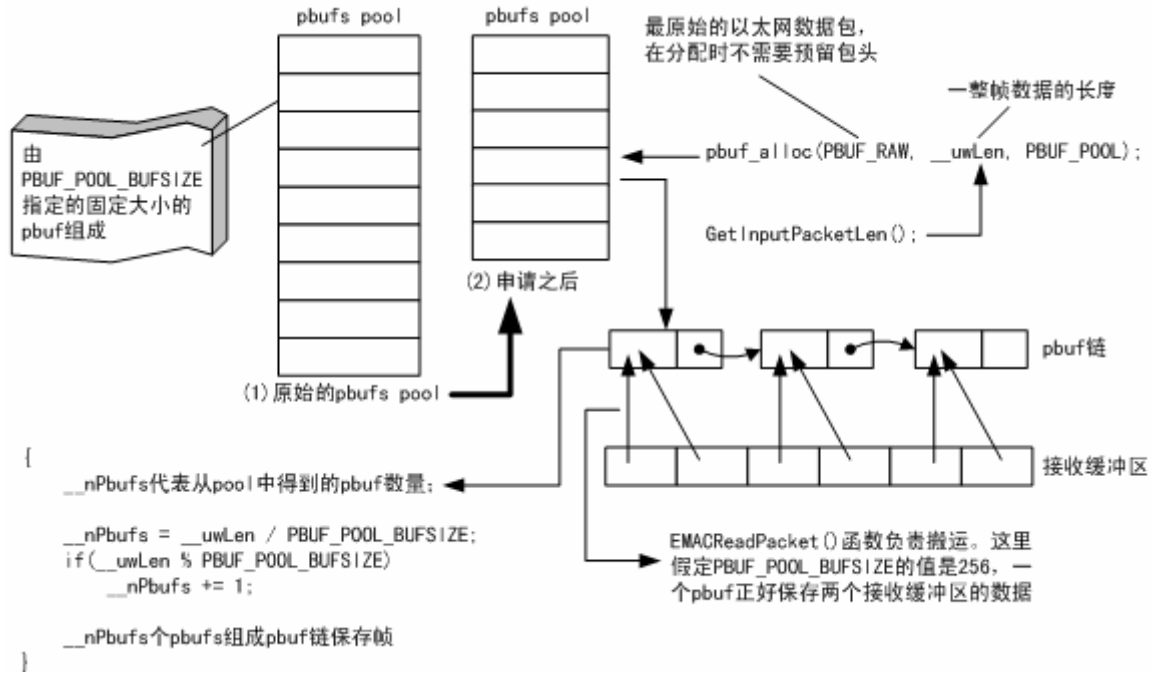 pbufs pool
pbufs pool
最原始的以太网数据包，
在分配时不需要预留包头
一整帧数据的长度
由
PBUF_POOL_BUFSIZE
指定的固定大小的
pbuf组成
pbuf_alloc(PBUF_RAW, __uwLen, PBUF_POOL);
GetInputPacketLen();
(2)申请之后
pbuf链
(1)原始的pbufs pool
接收缓冲区
{
__nPbufs代表从pool中得到的pbuf数量；
__nPbufs = __uwLen / PBUF_POOL_BUFSIZE;
if(__uwLen % PBUF_POOL_BUFSIZE)
__nPbufs += 1;
__nPbufs个pbufs组成pbuf链保存帧
}
EMACReadPacket()函数负责搬运。这里
假定PBUF_POOL_BUFSIZE的值是256，一
个pbuf正好保存两个接收缓冲区的数据